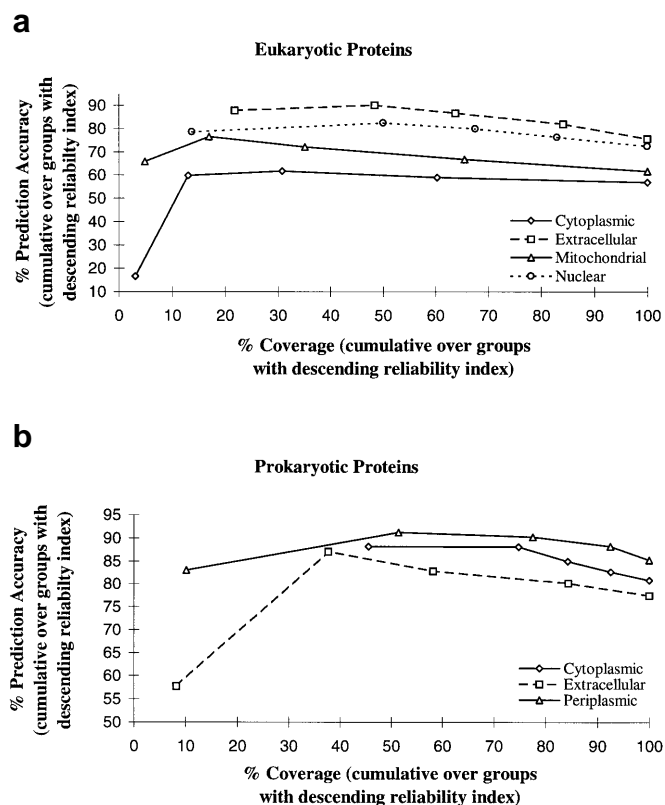 a
Eukaryotic Proteins
% Prediction Accuracy
(cumulative over groups with
descending reliabilty index)
90
80
70
60
50
40
30
20
10
0 10 20 30 40 50 60 70 80 90 100
Cytoplasmic
Extracellular
Mitochondrial
Nuclear
% Coverage (cumulative over groups
with descending reliability index)
b
Prokaryotic Proteins
% Prediction Accuracy
(cumulative over groups with
descending reliabilty index)
95
90
85
80
75
70
65
60
55
50
0 10 20 30 40 50 60 70 80 90 100
Cytoplasmic
Extracellular
Periplasmic
% Coverage (cumulative over groups
with descending reliability index)